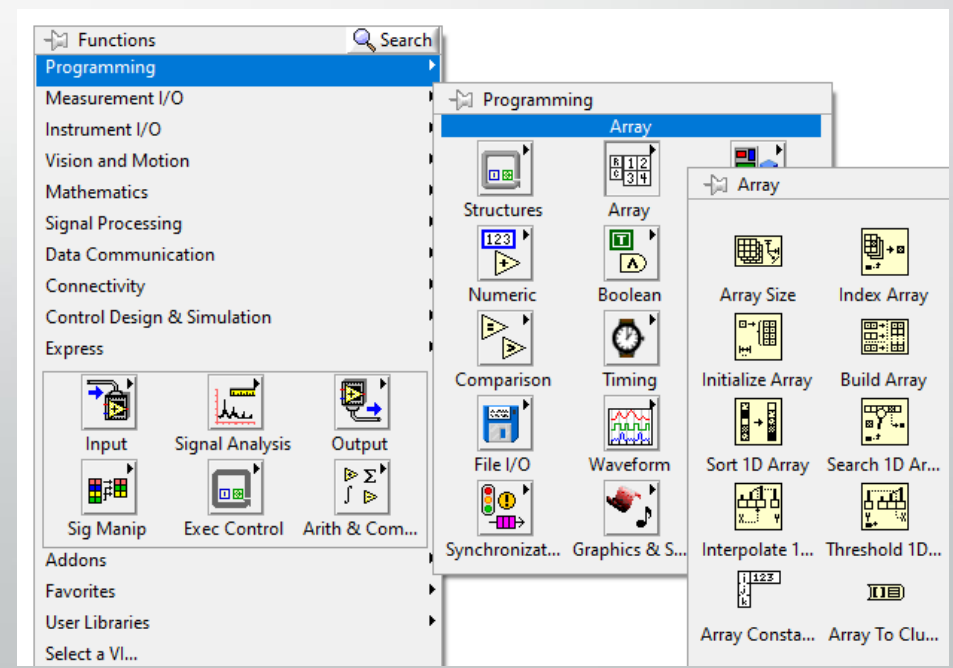 Functions
Search
Programming
Measurement I/O
Instrument I/O
Vision and Motion
Mathematics
Signal Processing
Data Communication
Connectivity
Control Design & Simulation
Express
Input
Signal Analysis
Output
Sig Manip
Exec Control
Arith & Com...
Addons
Favorites
User Libraries
Select a VI...
Programming
Array
Structures
Array
Numeric
Boolean
Comparison
Timing
File I/O
Waveform
Synchronizat...
Graphics & S...
Array
Array Size
Index Array
Initialize Array
Build Array
Sort 1D Array
Search 1D Ar...
Interpolate 1...
Threshold 1D...
Array Consta...
Array To Clu...